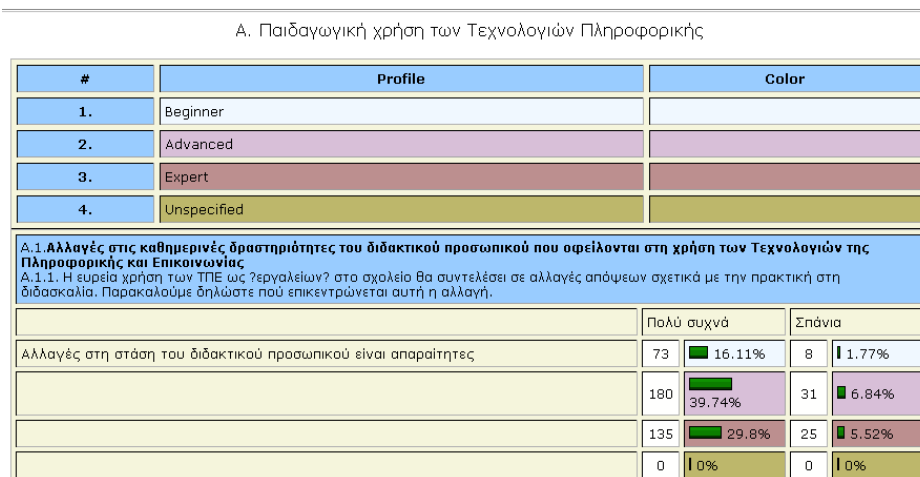 Α. Παιδαγωγική χρήση των Τεχνολογιών Πληροφορικής
# Profile Color
1. Beginner
2. Advanced
3. Expert
4. Unspecified
Α.1.Αλλαγές στις καθημερινές δραστηριότητες του διδακτικού προσωπικού που οφείλονται στη χρήση των Τεχνολογιών της
Πληροφορικής και Επικοινωνίας
Α.1.1. Η ευρεία χρήση των ΤΠΕ ως ?εργαλείων? στο σχολείο θα συντελέσει σε αλλαγές απόψεων σχετικά με την πρακτική στη
διδασκαλία. Παρακαλούμε δηλώστε πού επικεντρώνεται αυτή η αλλαγή.
Πολύ συχνά Σπάνια
Αλλαγές στη στάση του διδακτικού προσωπικού είναι απαραίτητες 73 16.11% 8 1.77%
180 39.74% 31 6.84%
135 29.8% 25 5.52%
0 0% 0 0%